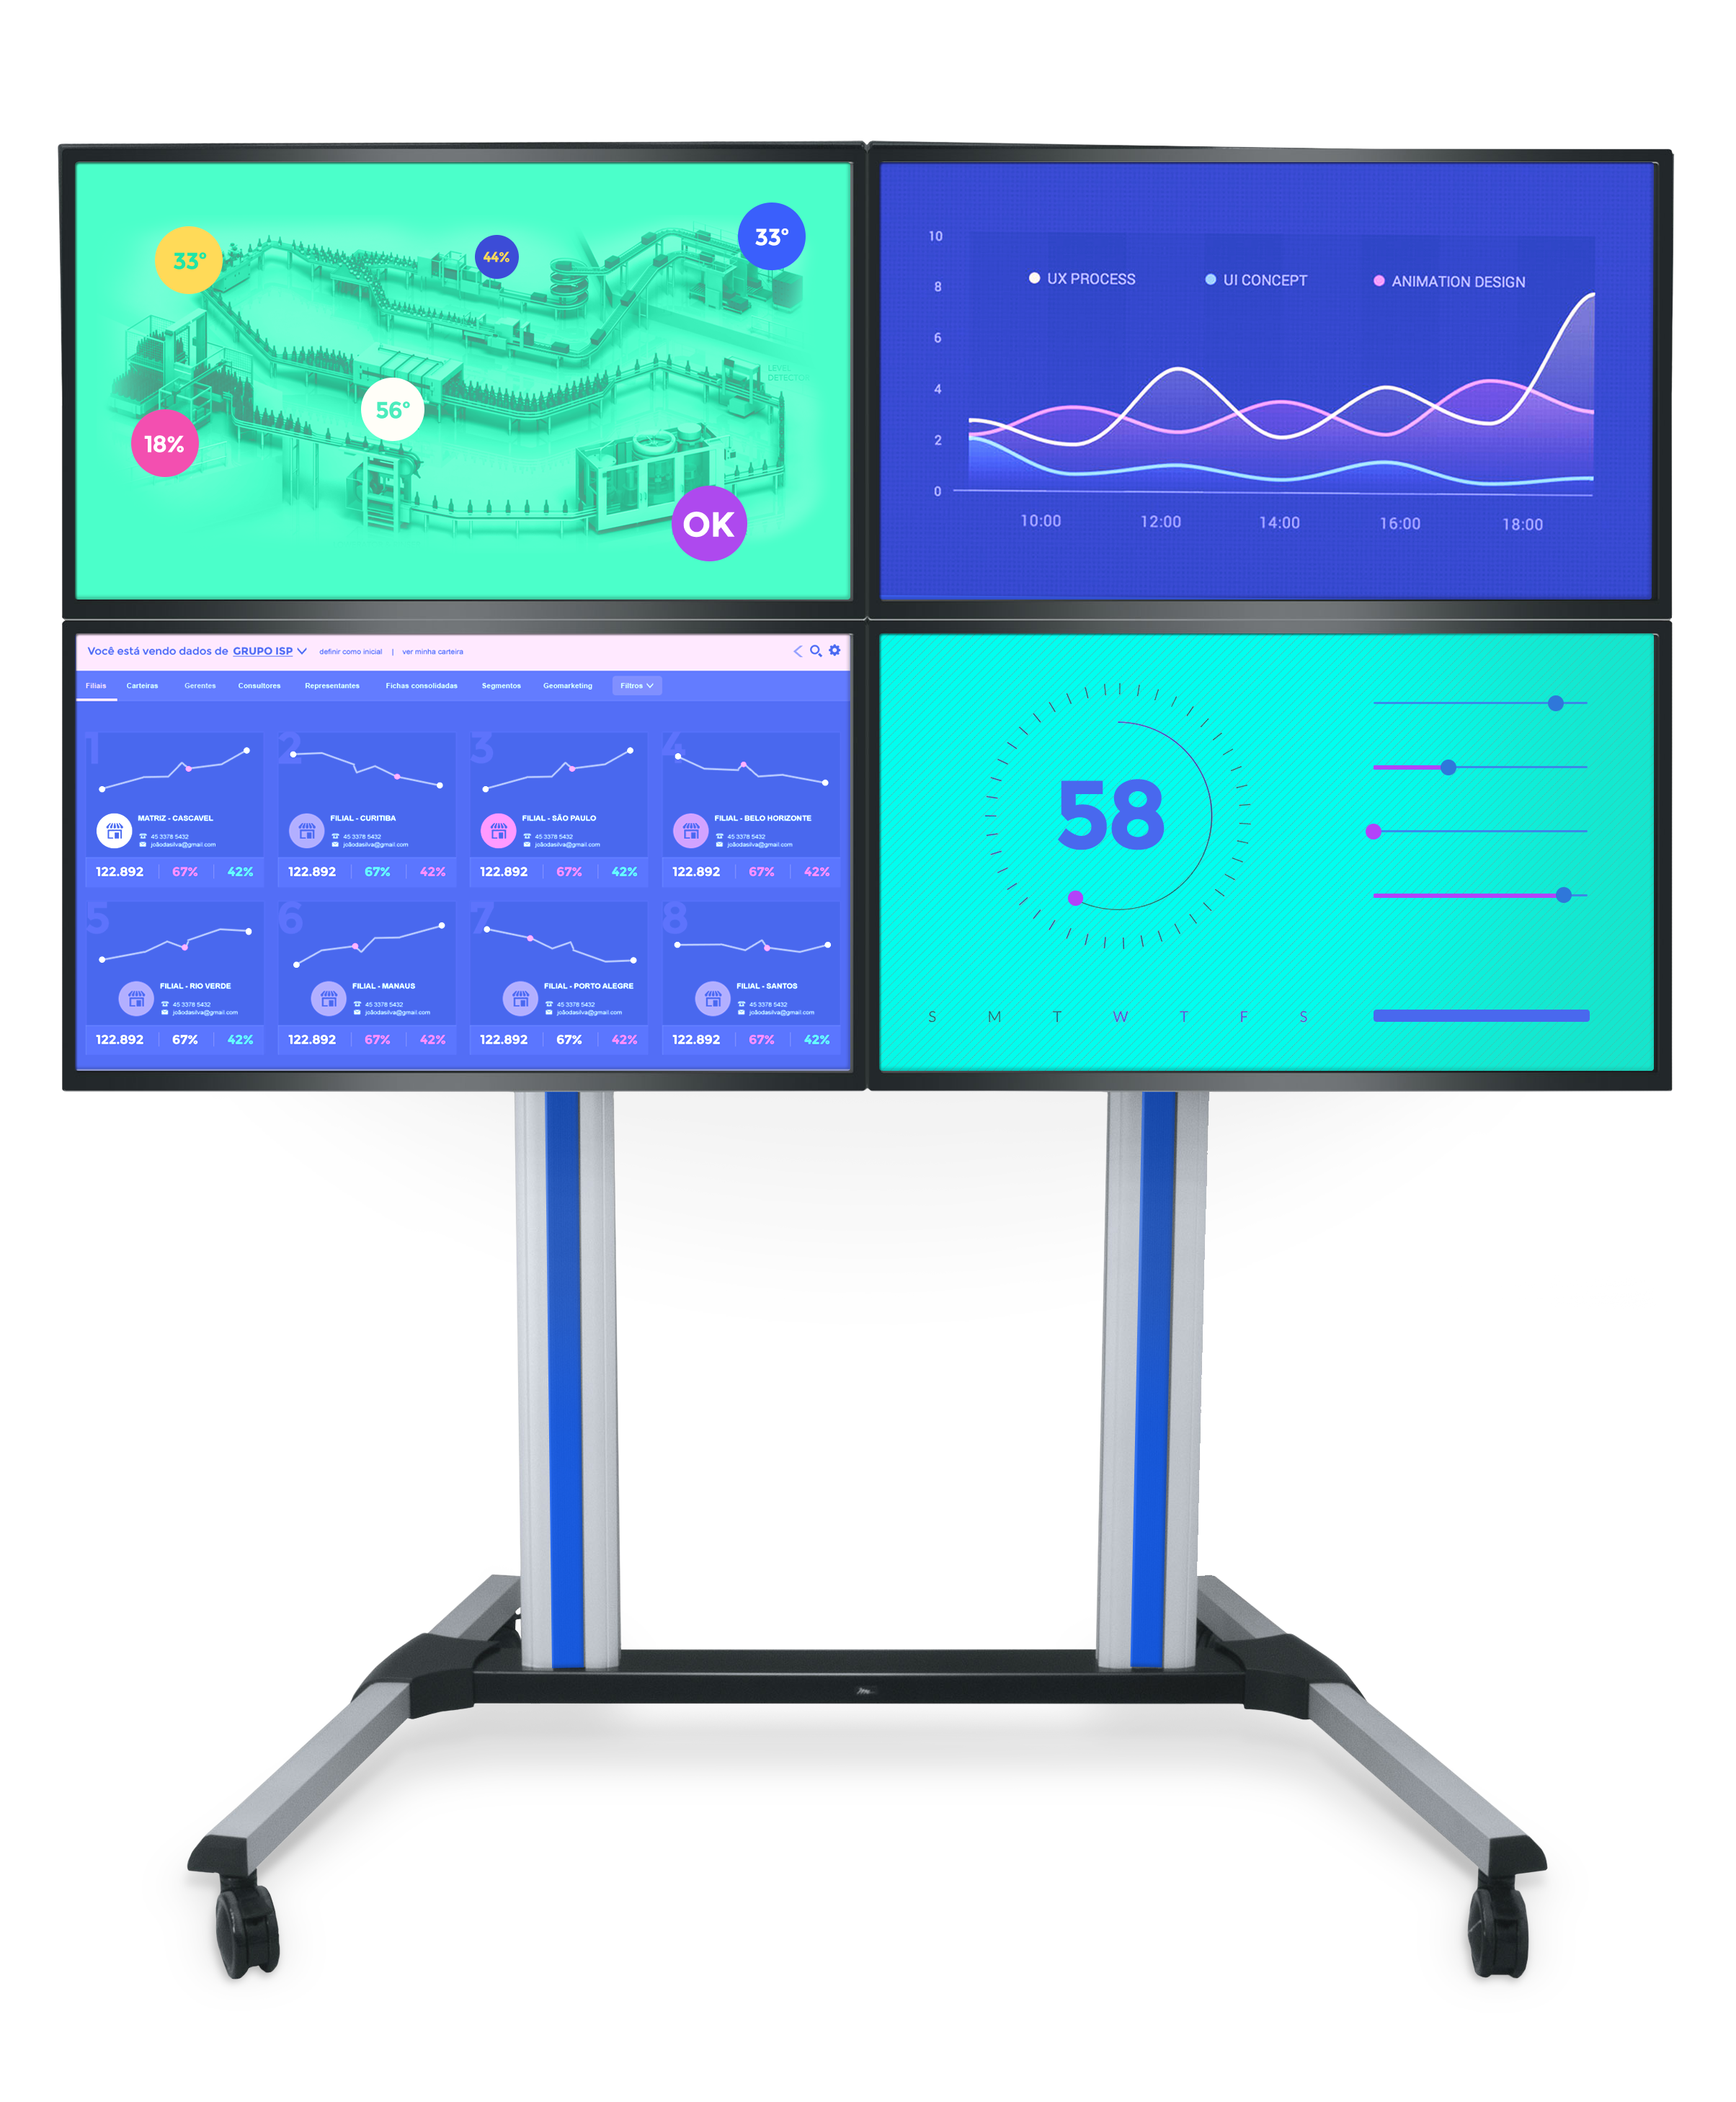 33°
44%
33°
LEVEL
DETECTOR
56°
18%
OK
10
8
6
4
2
0
UX PROCESS
UI CONCEPT
ANIMATION DESIGN
10:00
12:00
14:00
16:00
18:00
Você está vendo dados de GRUPO ISP definir como inicial | ver minha carteira
Filiais Carteiras Gerentes Consultores Representantes Fichas consolidadas Segmentos Geomarketing Filtros
1
MATRIZ - CASCAVEL
45 3378 5432
joãodasilva@gmail.com
122.892 67% 42%
2
FILIAL - CURITIBA
45 3378 5432
joãodasilva@gmail.com
122.892 67% 42%
3
FILIAL - SÃO PAULO
45 3378 5432
joãodasilva@gmail.com
122.892 67% 42%
4
FILIAL - BELO HORIZONTE
45 3378 5432
joãodasilva@gmail.com
122.892 67% 42%
5
FILIAL - RIO VERDE
45 3378 5432
joãodasilva@gmail.com
122.892 67% 42%
6
FILIAL - MANAUS
45 3378 5432
joãodasilva@gmail.com
122.892 67% 42%
7
FILIAL - PORTO ALEGRE
45 3378 5432
joãodasilva@gmail.com
122.892 67% 42%
8
FILIAL - SANTOS
45 3378 5432
joãodasilva@gmail.com
122.892 67% 42%
58
S M T W T F S